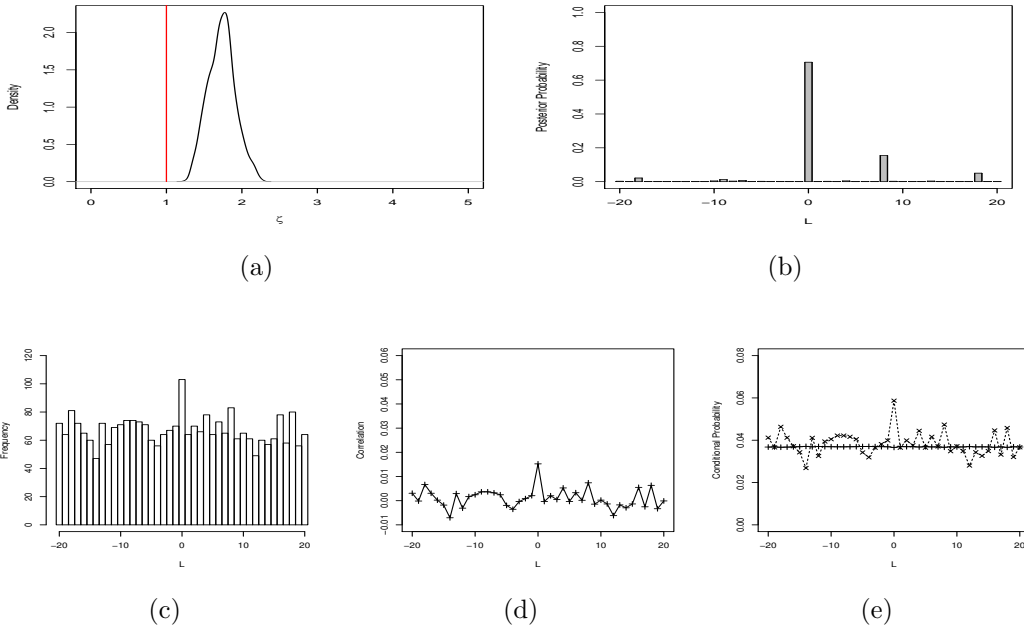 Density
0.0 0.5 1.0 1.5 2.0
0 1 2 3 4 5
ζ
(a)
Posterior Probability
0.0 0.2 0.4 0.6 0.8 1.0
−20 −10 0 10 20
L
(b)
Frequency
0 20 40 60 80 100 120
−20 −10 0 10 20
L
(c)
Correlation
−0.01 0.00 0.01 0.02 0.03 0.04 0.05 0.06
−20 −10 0 10 20
L
(d)
Conditional Probability
0.00 0.02 0.04 0.06 0.08
−20 −10 0 10 20
L
(e)